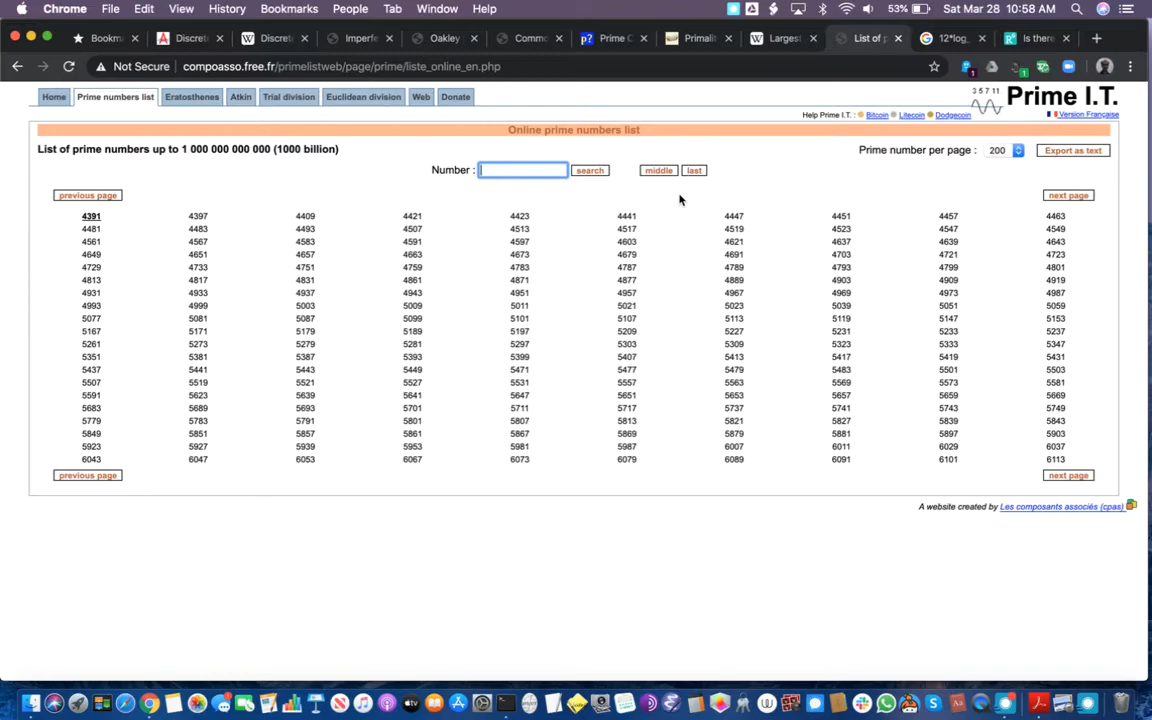 Chrome File Edit View History Bookmarks People Tab Window Help 53% Sat Mar 28 10:58 AM
Bookm Discret Discret Imperfe Oakley Commo Prime C Primalit Largest List of p 12*log_ Is there
Not Secure compoasso.free.fr/primelistweb/page/prime/liste_online_en.php
Home Prime numbers list Eratosthenes Atkin Trial division Euclidean division Web Donate
3 5 7 11 Prime I.T.
Help Prime I.T. : Bitcoin Litecoin Dodgecoin Version Française
Online prime numbers list
List of prime numbers up to 1 000 000 000 000 (1000 billion) Prime number per page : 200 Export as text
Number : search middle last
previous page next page
4391 4397 4409 4421 4423 4441 4447 4451 4457 4463
4481 4483 4493 4507 4513 4517 4519 4523 4547 4549
4561 4567 4583 4591 4597 4603 4621 4637 4639 4643
4649 4651 4657 4663 4673 4679 4691 4703 4721 4723
4729 4733 4751 4759 4783 4787 4789 4793 4799 4801
4813 4817 4831 4861 4871 4877 4889 4903 4909 4919
4931 4933 4937 4943 4951 4957 4967 4969 4973 4987
4993 4999 5003 5009 5011 5021 5023 5039 5051 5059
5077 5081 5087 5099 5101 5107 5113 5119 5147 5153
5167 5171 5179 5189 5197 5209 5227 5231 5233 5237
5261 5273 5279 5281 5297 5303 5309 5323 5333 5347
5351 5381 5387 5393 5399 5407 5413 5417 5419 5431
5437 5441 5443 5449 5471 5477 5479 5483 5501 5503
5507 5519 5521 5527 5531 5557 5563 5569 5573 5581
5591 5623 5639 5641 5647 5651 5653 5657 5659 5669
5683 5689 5693 5701 5711 5717 5737 5741 5743 5749
5779 5783 5791 5801 5807 5813 5821 5827 5839 5843
5849 5851 5857 5861 5867 5869 5879 5881 5897 5903
5923 5927 5939 5953 5981 5987 6007 6011 6029 6037
6043 6047 6053 6067 6073 6079 6089 6091 6101 6113
previous page next page
A website created by Les composants associés (cpas)